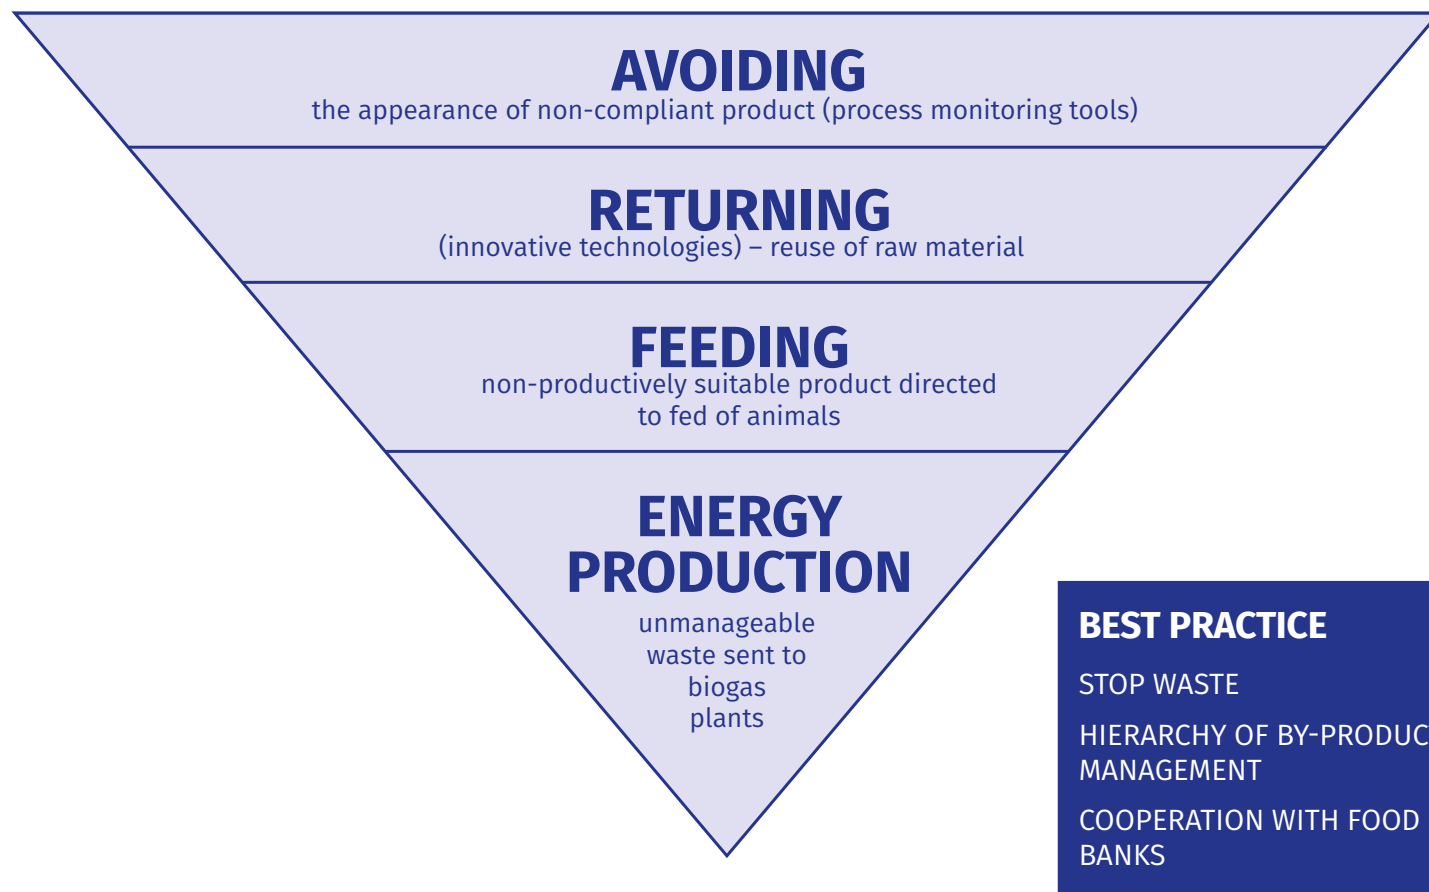 AVOIDING
the appearance of non-compliant product (process monitoring tools)
RETURNING
(innovative technologies) – reuse of raw material
FEEDING
non-productively suitable product directed
to fed of animals
ENERGY
PRODUCTION
unmanageable
waste sent to
biogas
plants
BEST PRACTICE
STOP WASTE
HIERARCHY OF BY-PRODUC
MANAGEMENT
COOPERATION WITH FOOD
BANKS